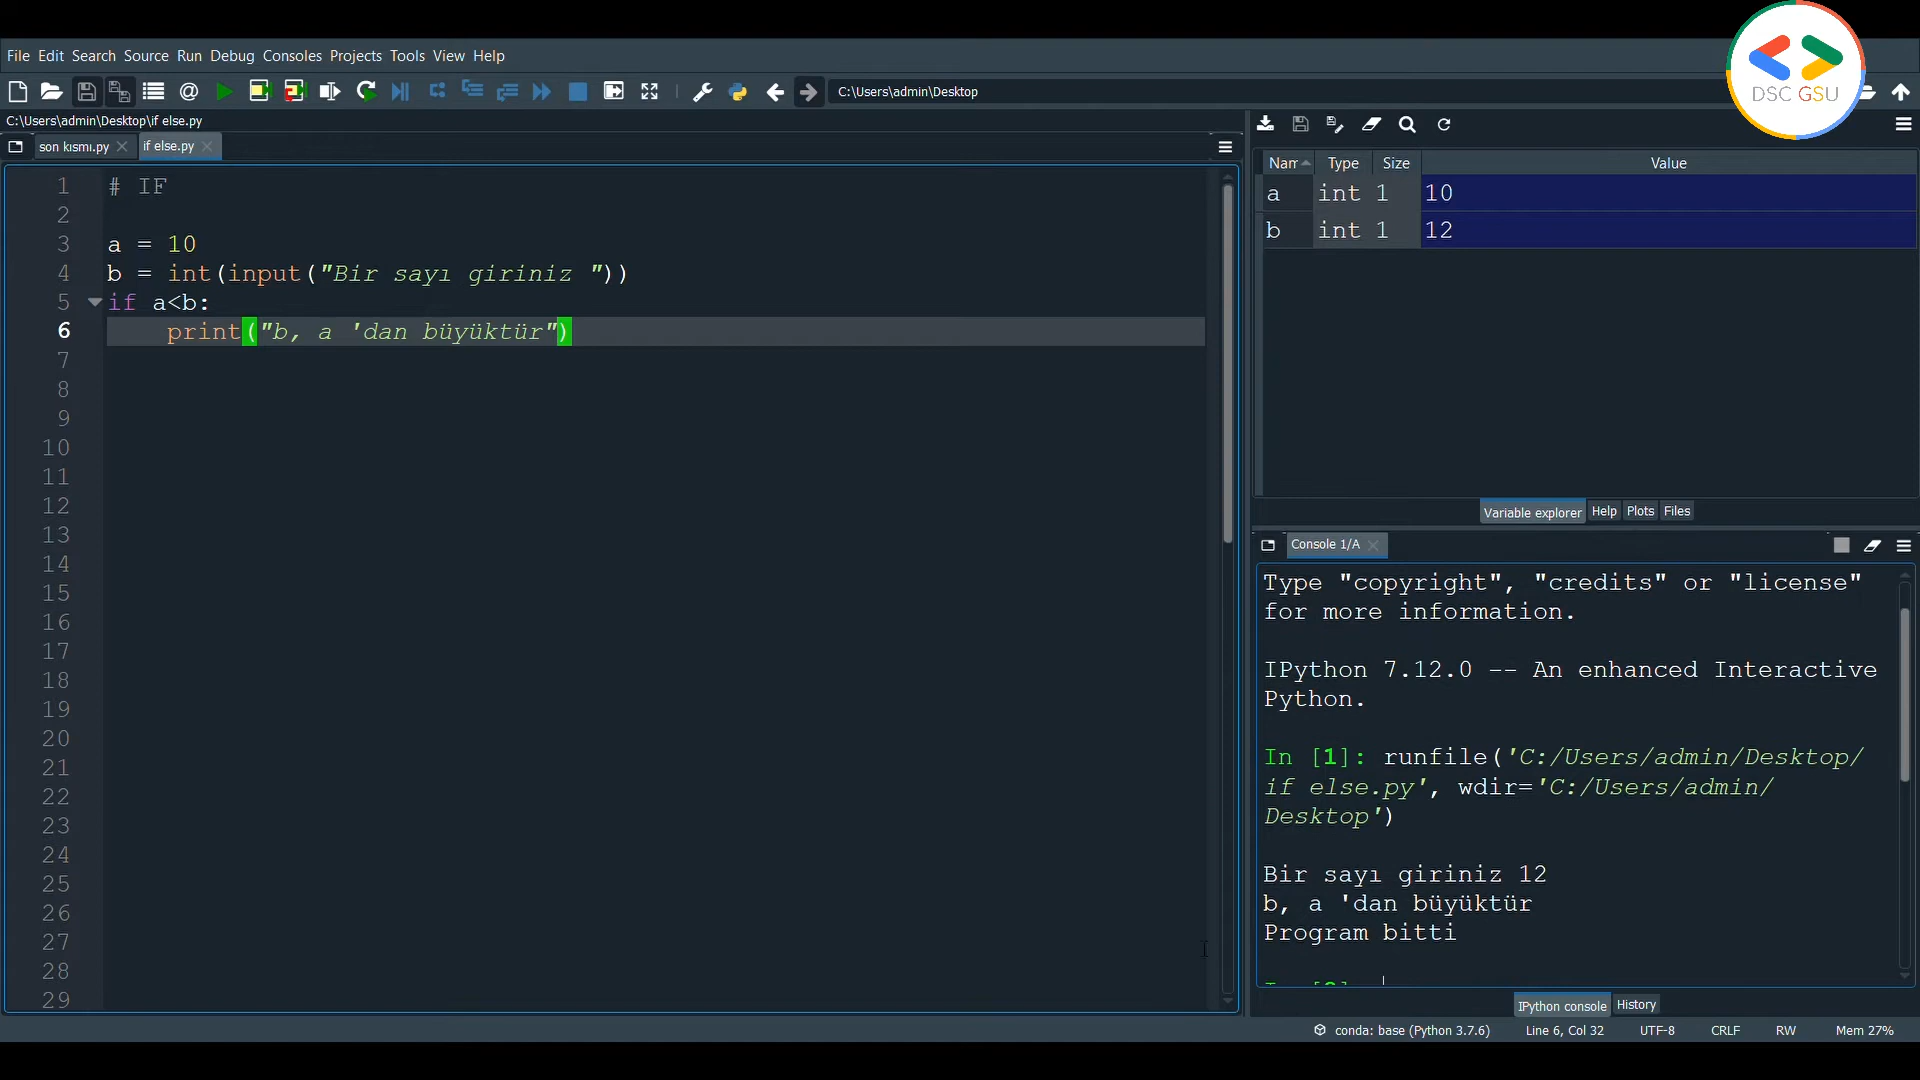 DSC GSU
File Edit Search Source Run Debug Consoles Projects Tools View Help
C:\Users\admin\Desktop
C:\Users\admin\Desktop\if else.py
son kısmı.py
if else.py
1 # IF
2
3 a = 10
4 b = int(input("Bir sayı giriniz "))
5 if a<b:
6 print("b, a 'dan büyüktür")
7
8
9
10
11
12
13
14
15
16
17
18
19
20
21
22
23
24
25
26
27
28
29
Nam Type Size Value
a int 1 10
b int 1 12
Variable explorer Help Plots Files
Console 1/A
Type "copyright", "credits" or "license"
for more information.
IPython 7.12.0 -- An enhanced Interactive
Python.
In [1]: runfile('C:/Users/admin/Desktop/
if else.py', wdir='C:/Users/admin/
Desktop')
Bir sayı giriniz 12
b, a 'dan büyüktür
Program bitti
IPython console History
conda: base (Python 3.7.6) Line 6, Col 32 UTF-8 CRLF RW Mem 27%